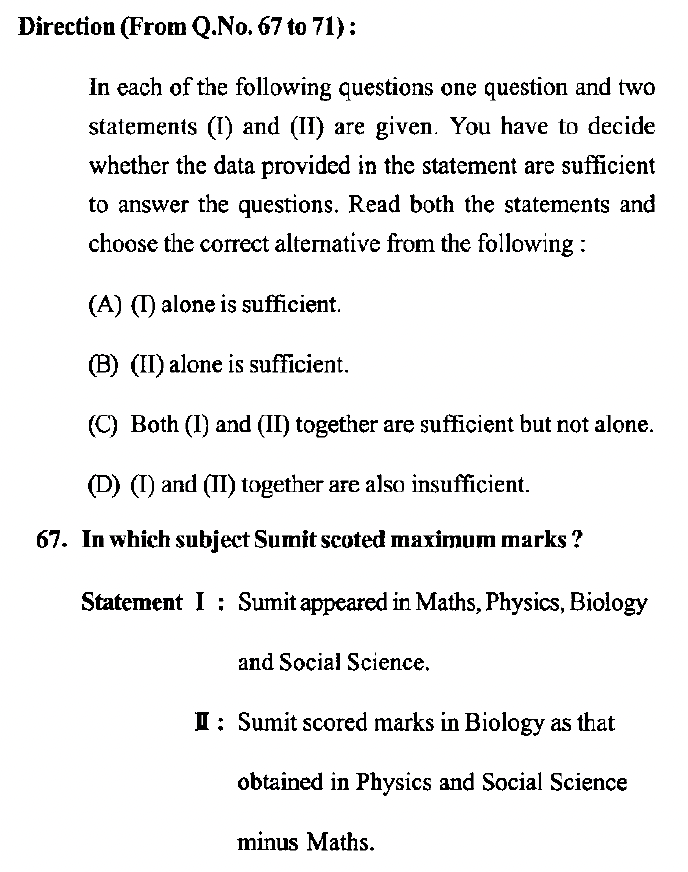 Direction (From Q.No. 67 to 71) :
In each of the following questions one question and two
statements (I) and (II) are given. You have to decide
whether the data provided in the statement are sufficient
to answer the questions. Read both the statements and
choose the correct alternative from the following :
(A) (I) alone is sufficient.
(B) (II) alone is sufficient.
(C) Both (I) and (II) together are sufficient but not alone.
(D) (I) and (II) together are also insufficient.
67. In which subject Sumit scoted maximum marks ?
Statement I : Sumit appeared in Maths, Physics, Biology
and Social Science.
II : Sumit scored marks in Biology as that
obtained in Physics and Social Science
minus Maths.